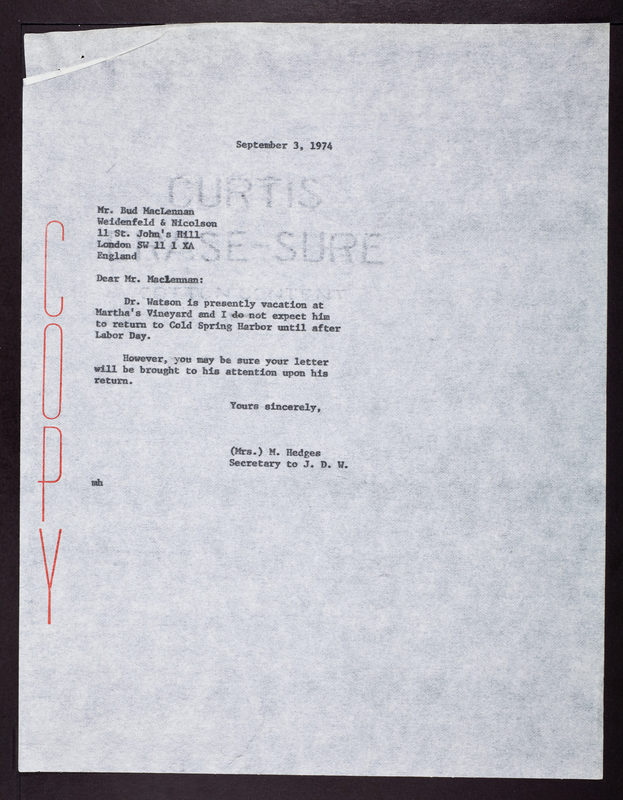 September 3, 1974
CURTIS
Mr. Bud MacLennan
Weidenfeld & Nicolson
11 St. John's Hill
London SW 11 1 XA
England
ERASE-SURE
Dear Mr. MacLennan:
COTTON CONTENT
Dr. Watson is presently vacation at
Martha's Vineyard and I do not expect him
to return to Cold Spring Harbor until after
Labor Day.
However, you may be sure your letter
will be brought to his attention upon his
return.
Yours sincerely,
(Mrs.) M. Hedges
Secretary to J. D. W.
mh
COPY